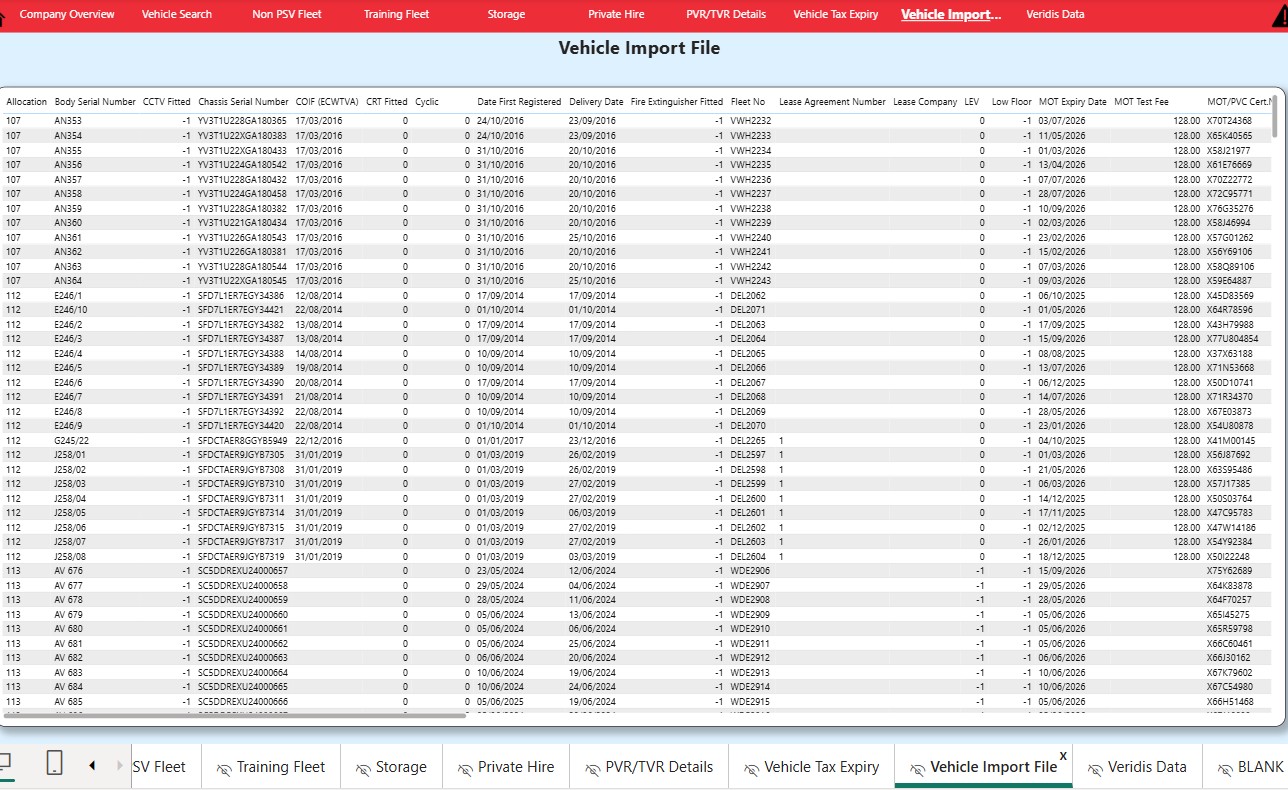 Company Overview Vehicle Search Non PSV Fleet Training Fleet Storage Private Hire PVR/TVR Details Vehicle Tax Expiry Vehicle Import... Veridis Data
Vehicle Import File
Allocation Body Serial Number CCTV Fitted Chassis Serial Number COIF (ECWTVA) CRT Fitted Cyclic Date First Registered Delivery Date Fire Extinguisher Fitted Fleet No Lease Agreement Number Lease Company LEV Low Floor MOT Expiry Date MOT Test Fee MOT/PVC Cert.N
107 AN353 -1 YV3T1U228GA180365 17/03/2016 0 0 24/10/2016 23/09/2016 -1 VWH2232 0 -1 03/07/2026 128.00 X70T24368
107 AN354 -1 YV3T1U22XGA180383 17/03/2016 0 0 24/10/2016 23/09/2016 -1 VWH2233 0 -1 11/05/2026 128.00 X65K40565
107 AN355 -1 YV3T1U22XGA180433 17/03/2016 0 0 31/10/2016 20/10/2016 -1 VWH2234 0 -1 01/03/2026 128.00 X58J21977
107 AN356 -1 YV3T1U224GA180542 17/03/2016 0 0 31/10/2016 20/10/2016 -1 VWH2235 0 -1 13/04/2026 128.00 X61E76669
107 AN357 -1 YV3T1U228GA180432 17/03/2016 0 0 31/10/2016 20/10/2016 -1 VWH2236 0 -1 07/07/2026 128.00 X70Z22772
107 AN358 -1 YV3T1U224GA180458 17/03/2016 0 0 31/10/2016 20/10/2016 -1 VWH2237 0 -1 28/07/2026 128.00 X72C95771
107 AN359 -1 YV3T1U228GA180382 17/03/2016 0 0 31/10/2016 20/10/2016 -1 VWH2238 0 -1 10/09/2026 128.00 X76G35276
107 AN360 -1 YV3T1U221GA180434 17/03/2016 0 0 31/10/2016 20/10/2016 -1 VWH2239 0 -1 02/03/2026 128.00 X58J46994
107 AN361 -1 YV3T1U226GA180543 17/03/2016 0 0 31/10/2016 25/10/2016 -1 VWH2240 0 -1 23/02/2026 128.00 X57G01262
107 AN362 -1 YV3T1U226GA180381 17/03/2016 0 0 31/10/2016 20/10/2016 -1 VWH2241 0 -1 15/02/2026 128.00 X56Y69106
107 AN363 -1 YV3T1U228GA180544 17/03/2016 0 0 31/10/2016 20/10/2016 -1 VWH2242 0 -1 07/03/2026 128.00 X58Q89106
107 AN364 -1 YV3T1U22XGA180545 17/03/2016 0 0 31/10/2016 25/10/2016 -1 VWH2243 0 -1 09/03/2026 128.00 X59E64887
112 E246/1 -1 SFD7L1ER7EGY34386 12/08/2014 0 0 17/09/2014 17/09/2014 -1 DEL2062 0 -1 06/10/2025 128.00 X45D83569
112 E246/10 -1 SFD7L1ER7EGY34421 22/08/2014 0 0 01/10/2014 01/10/2014 -1 DEL2071 0 -1 01/05/2026 128.00 X64R78596
112 E246/2 -1 SFD7L1ER7EGY34382 13/08/2014 0 0 17/09/2014 17/09/2014 -1 DEL2063 0 -1 17/09/2025 128.00 X43H79988
112 E246/3 -1 SFD7L1ER7EGY34387 13/08/2014 0 0 17/09/2014 17/09/2014 -1 DEL2064 0 -1 15/09/2026 128.00 X77U804854
112 E246/4 -1 SFD7L1ER7EGY34388 14/08/2014 0 0 10/09/2014 10/09/2014 -1 DEL2065 0 -1 08/08/2025 128.00 X37X63188
112 E246/5 -1 SFD7L1ER7EGY34389 19/08/2014 0 0 10/09/2014 10/09/2014 -1 DEL2066 0 -1 13/07/2026 128.00 X71N53668
112 E246/6 -1 SFD7L1ER7EGY34390 20/08/2014 0 0 17/09/2014 17/09/2014 -1 DEL2067 0 -1 06/12/2025 128.00 X50D10741
112 E246/7 -1 SFD7L1ER7EGY34391 21/08/2014 0 0 10/09/2014 10/09/2014 -1 DEL2068 0 -1 14/07/2026 128.00 X71R34370
112 E246/8 -1 SFD7L1ER7EGY34392 22/08/2014 0 0 10/09/2014 10/09/2014 -1 DEL2069 0 -1 28/05/2026 128.00 X67E03873
112 E246/9 -1 SFD7L1ER7EGY34420 22/08/2014 0 0 01/10/2014 01/10/2014 -1 DEL2070 0 -1 23/01/2026 128.00 X54U80878
112 G245/22 -1 SFDCTAER8GGYB5949 22/12/2016 0 0 01/01/2017 23/12/2016 -1 DEL2265 1 0 -1 04/10/2025 128.00 X41M00145
112 J258/01 -1 SFDCTAER9JGYB7305 31/01/2019 0 0 01/03/2019 26/02/2019 -1 DEL2597 1 0 -1 01/03/2026 128.00 X56J87692
112 J258/02 -1 SFDCTAER9JGYB7308 31/01/2019 0 0 01/03/2019 26/02/2019 -1 DEL2598 1 0 -1 21/05/2026 128.00 X63S95486
112 J258/03 -1 SFDCTAER9JGYB7310 31/01/2019 0 0 01/03/2019 27/02/2019 -1 DEL2599 1 0 -1 06/03/2026 128.00 X57J17385
112 J258/04 -1 SFDCTAER9JGYB7311 31/01/2019 0 0 01/03/2019 27/02/2019 -1 DEL2600 1 0 -1 14/12/2025 128.00 X50S03764
112 J258/05 -1 SFDCTAER9JGYB7314 31/01/2019 0 0 01/03/2019 06/03/2019 -1 DEL2601 1 0 -1 17/11/2025 128.00 X47C95783
112 J258/06 -1 SFDCTAER9JGYB7315 31/01/2019 0 0 01/03/2019 27/02/2019 -1 DEL2602 1 0 -1 02/12/2025 128.00 X47W14186
112 J258/07 -1 SFDCTAER9JGYB7317 31/01/2019 0 0 01/03/2019 27/02/2019 -1 DEL2603 1 0 -1 26/01/2026 128.00 X54Y92384
112 J258/08 -1 SFDCTAER9JGYB7319 31/01/2019 0 0 01/03/2019 03/03/2019 -1 DEL2604 1 0 -1 18/12/2025 128.00 X50I22248
113 AV 676 -1 SC5DDREXU24000657 0 0 23/05/2024 12/06/2024 -1 WDE2906 -1 -1 15/09/2026 X75Y62689
113 AV 677 -1 SC5DDREXU24000658 0 0 29/05/2024 04/06/2024 -1 WDE2907 -1 -1 29/05/2026 X64K83878
113 AV 678 -1 SC5DDREXU24000659 0 0 28/05/2024 11/06/2024 -1 WDE2908 -1 -1 28/05/2026 X64F70257
113 AV 679 -1 SC5DDREXU24000660 0 0 05/06/2024 13/06/2024 -1 WDE2909 -1 -1 05/06/2026 X65I45275
113 AV 680 -1 SC5DDREXU24000661 0 0 05/06/2024 06/06/2024 -1 WDE2910 -1 -1 05/06/2026 X65R59798
113 AV 681 -1 SC5DDREXU24000662 0 0 05/06/2024 25/06/2024 -1 WDE2911 -1 -1 05/06/2026 X66C60461
113 AV 682 -1 SC5DDREXU24000663 0 0 06/06/2024 20/06/2024 -1 WDE2912 -1 -1 06/06/2026 X66J30162
113 AV 683 -1 SC5DDREXU24000664 0 0 10/06/2024 19/06/2024 -1 WDE2913 -1 -1 10/06/2026 X67K79602
113 AV 684 -1 SC5DDREXU24000665 0 0 10/06/2024 24/06/2024 -1 WDE2914 -1 -1 10/06/2026 X67C54980
113 AV 685 -1 SC5DDREXU24000666 0 0 05/06/2025 19/06/2024 -1 WDE2915 -1 -1 05/06/2026 X66H51468
SV Fleet Training Fleet Storage Private Hire PVR/TVR Details Vehicle Tax Expiry Vehicle Import File X Veridis Data BLANK